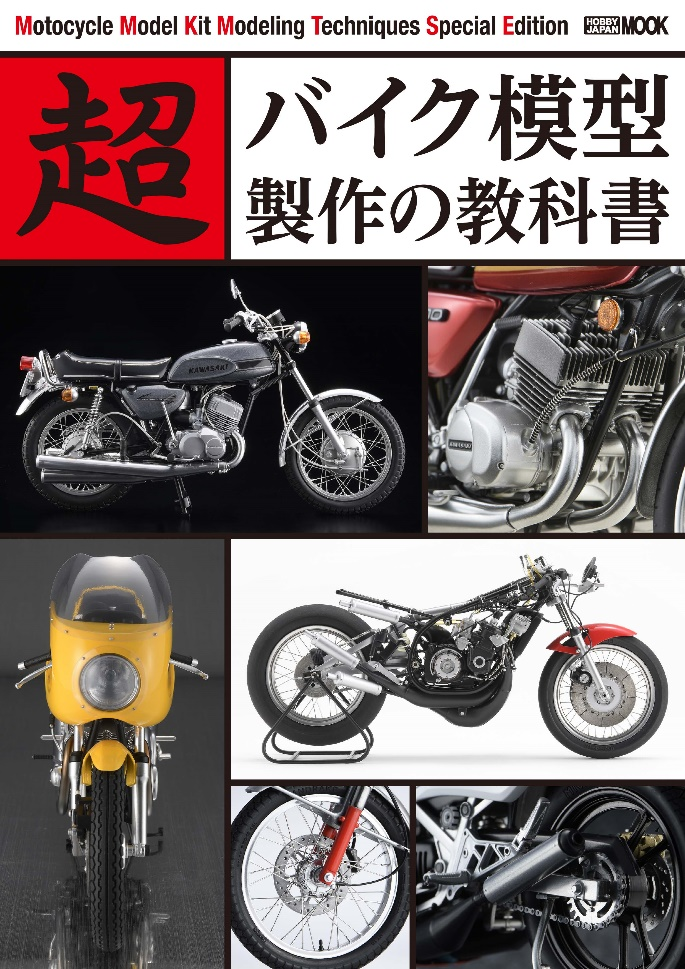 Motocycle Model Kit Modeling Techniques Special Edition
HOBBY JAPAN MOOK
超
バイク模型
製作の教科書
KAWASAKI